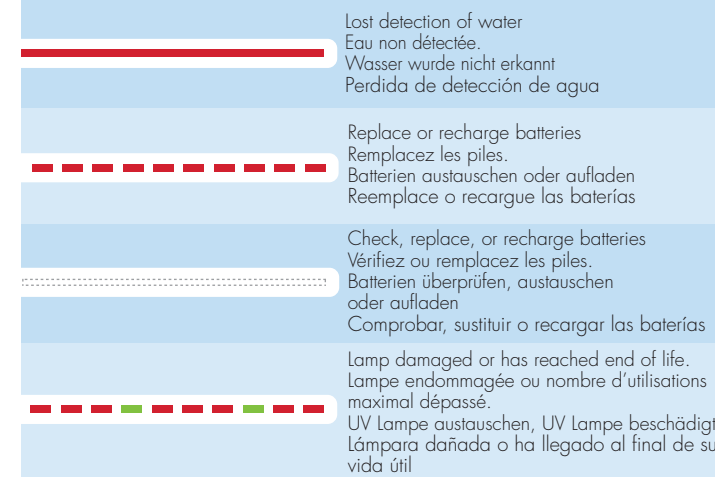 Lost detection of water
Eau non détectée.
Wasser wurde nicht erkannt
Perdida de detección de agua
Replace or recharge batteries
Remplacez les piles.
Batterien austauschen oder aufladen
Reemplace o recargue las baterías
Check, replace, or recharge batteries
Vérifiez ou remplacez les piles.
Batterien überprüfen, austauschen
oder aufladen
Comprobar, sustituir o recargar las baterías
Lamp damaged or has reached end of life.
Lampe endommagée ou nombre d'utilisations
maximal dépassé.
UV Lampe austauschen, UV Lampe beschädigt
Lámpara dañada o ha llegado al final de su
vida útil